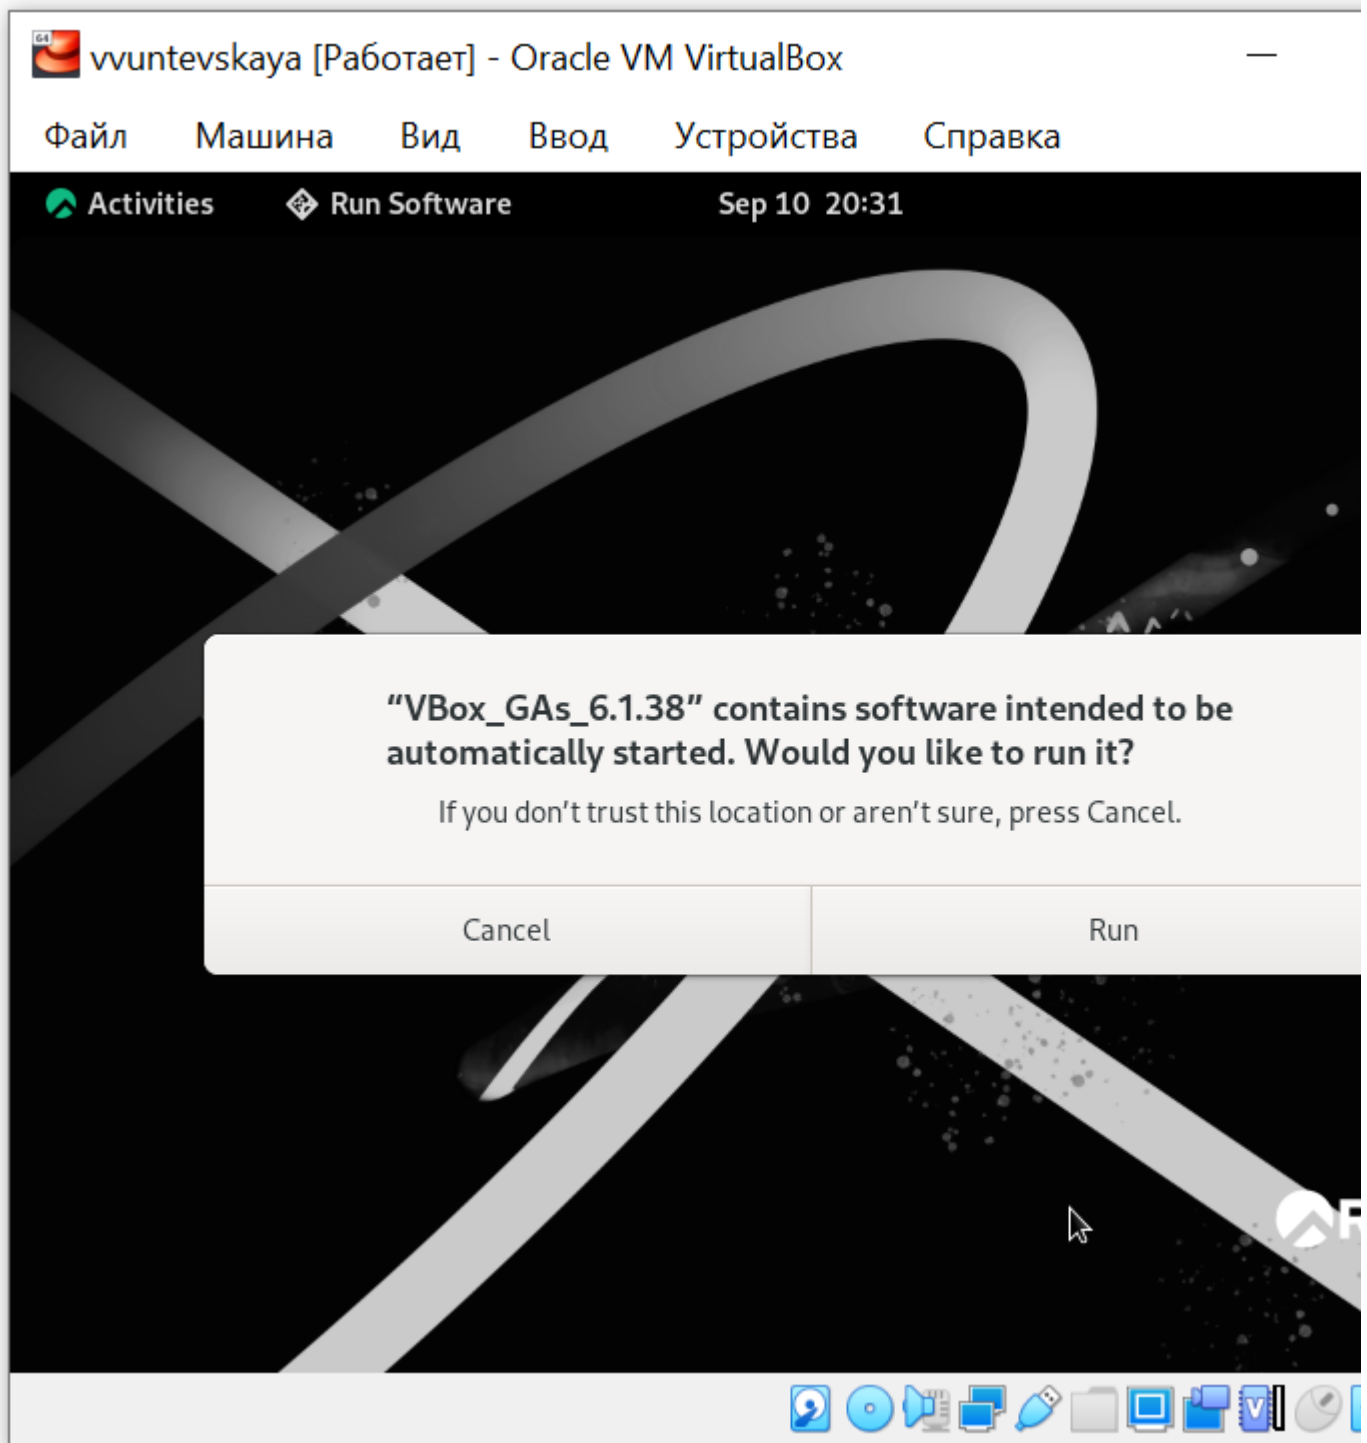 vvuntevskaya [Работает] - Oracle VM VirtualBox
Файл Машина Вид Ввод Устройства Справка
Activities Run Software Sep 10 20:31
“VBox_GAs_6.1.38” contains software intended to be
automatically started. Would you like to run it?
If you don’t trust this location or aren’t sure, press Cancel.
Cancel Run